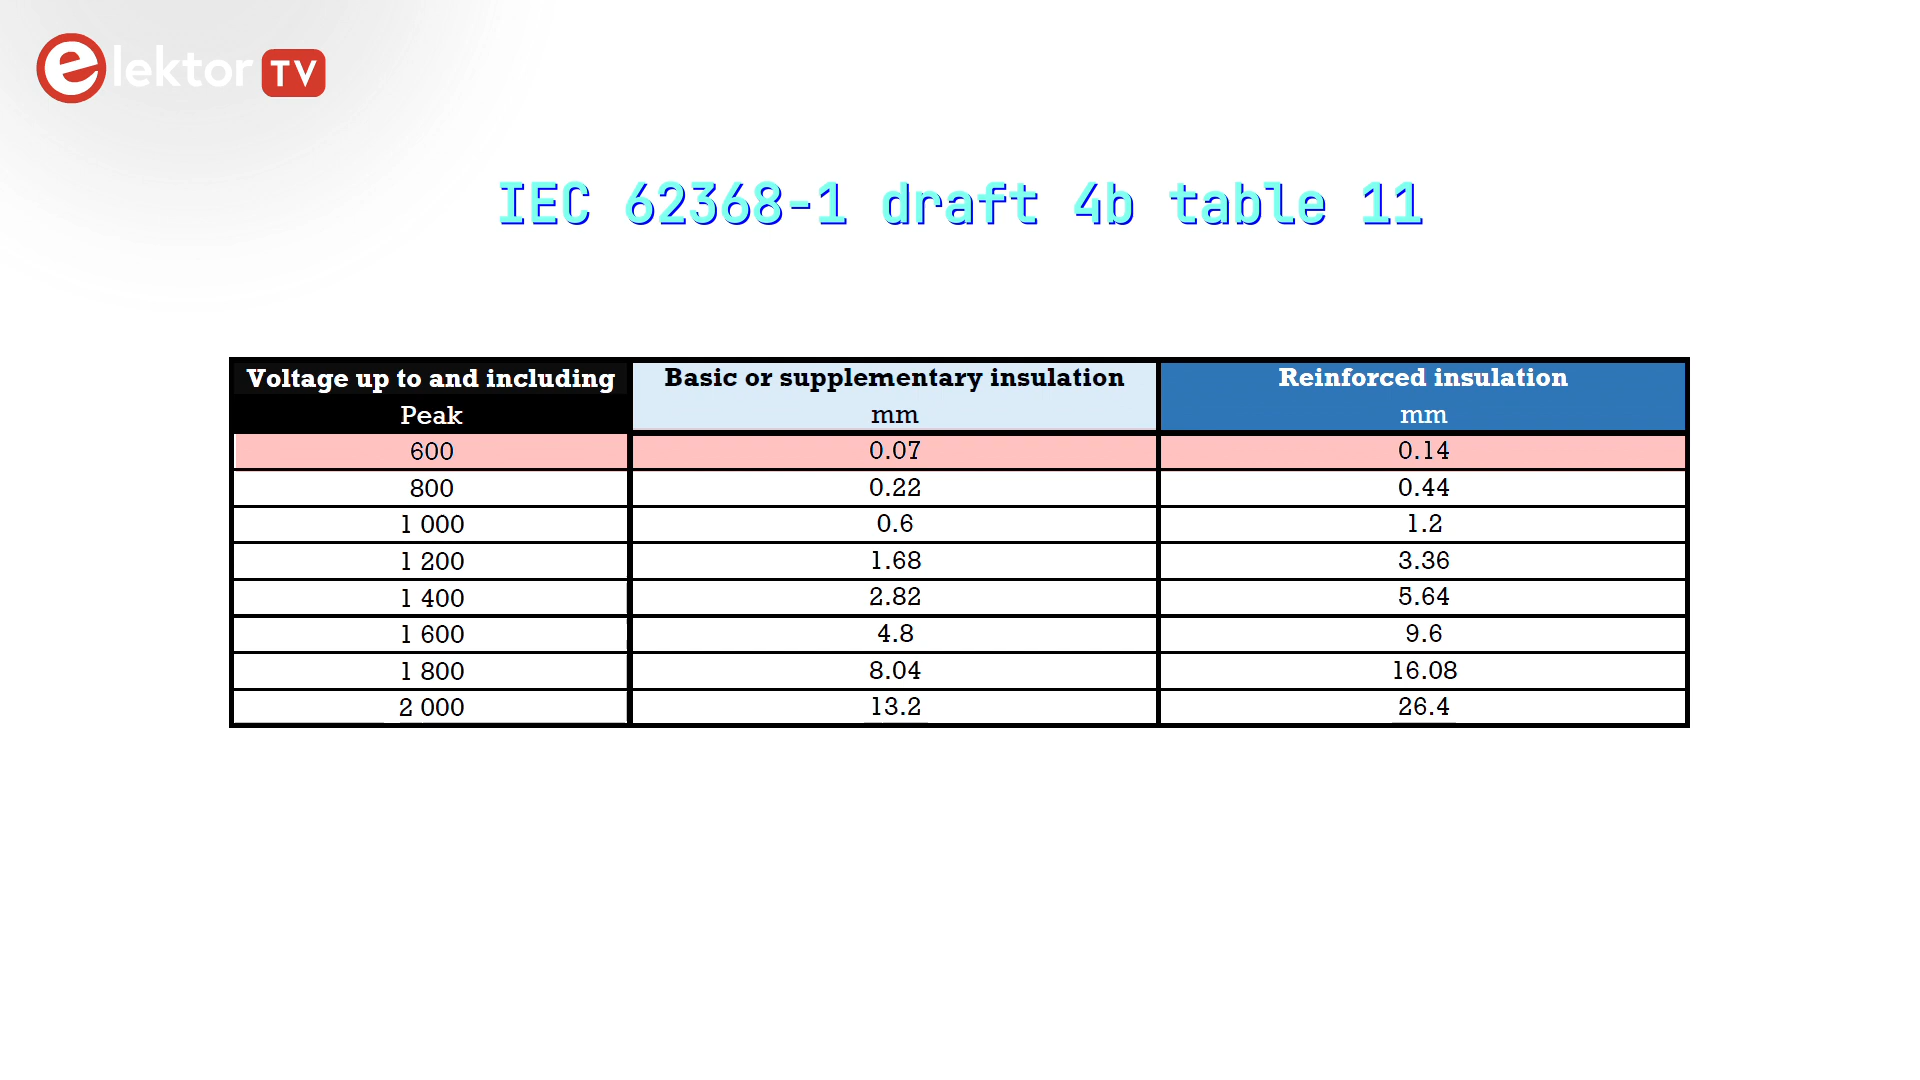 elektor TV
IEC 62368-1 draft 4b table 11
Voltage up to and including Basic or supplementary insulation Reinforced insulation
Peak mm mm
600 0.07 0.14
800 0.22 0.44
1 000 0.6 1.2
1 200 1.68 3.36
1 400 2.82 5.64
1 600 4.8 9.6
1 800 8.04 16.08
2 000 13.2 26.4